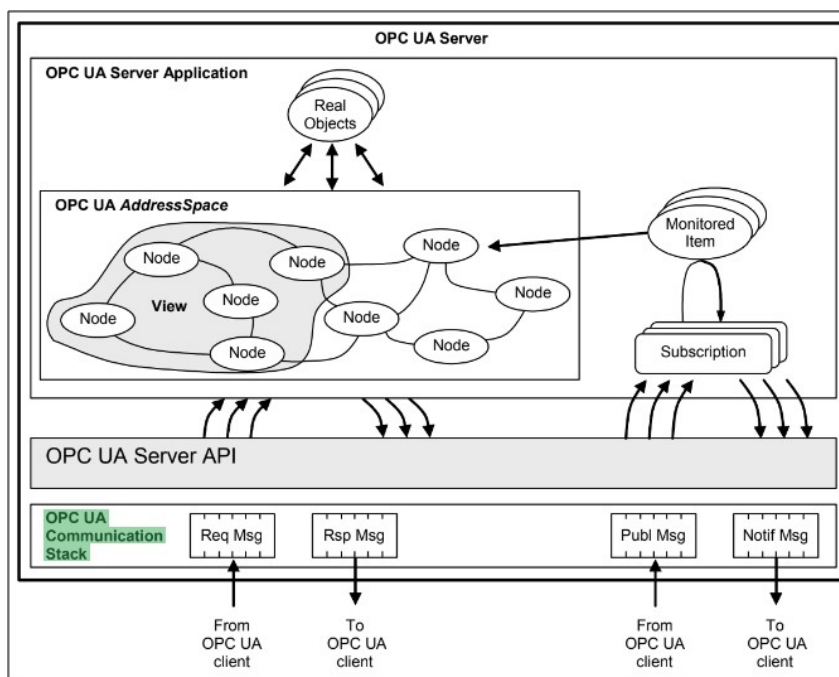 OPC UA Server
OPC UA Server Application
Real
Objects
OPC UA AddressSpace
Monitored
Item
Node
Node
Node
View
Node
Node
Node
Node
Node
Node
Subscription
OPC UA Server API
OPC UA
Communication
Stack
Req Msg
Rsp Msg
Publ Msg
Notif Msg
From
OPC UA
client
To
OPC UA
client
From
OPC UA
client
To
OPC UA
client